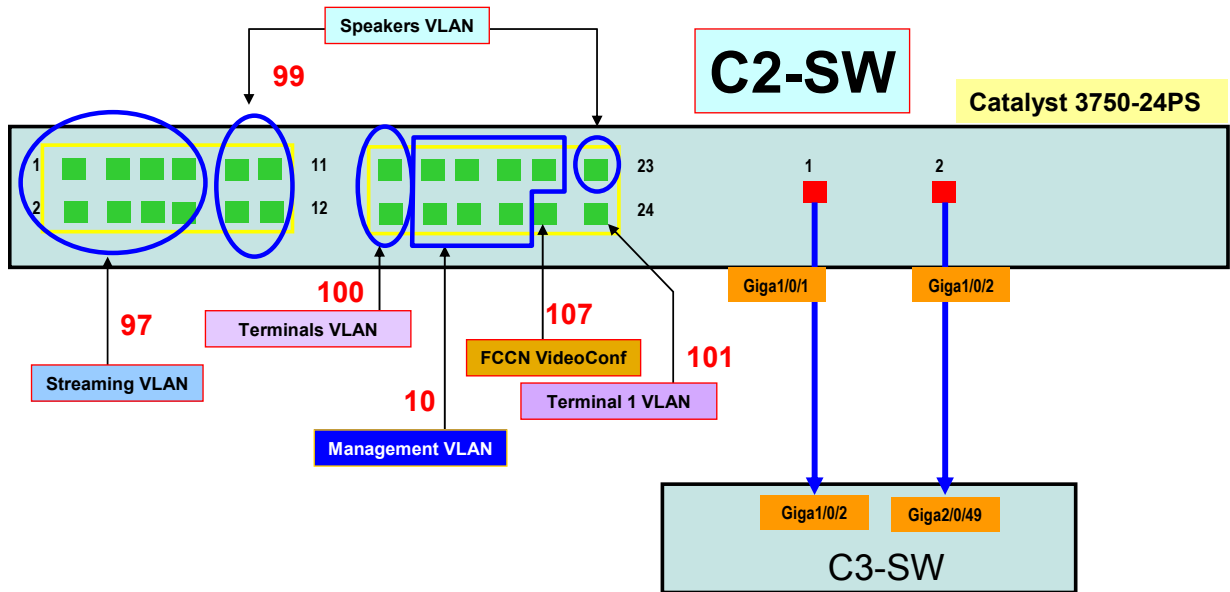 Speakers VLAN
C2-SW
99
Catalyst 3750-24PS
1
11
23
1
2
2
12
24
Giga1/0/1
Giga1/0/2
100
107
97
Terminals VLAN
FCCN VideoConf
101
Streaming VLAN
10
Terminal 1 VLAN
Management VLAN
Giga1/0/2
Giga2/0/49
C3-SW